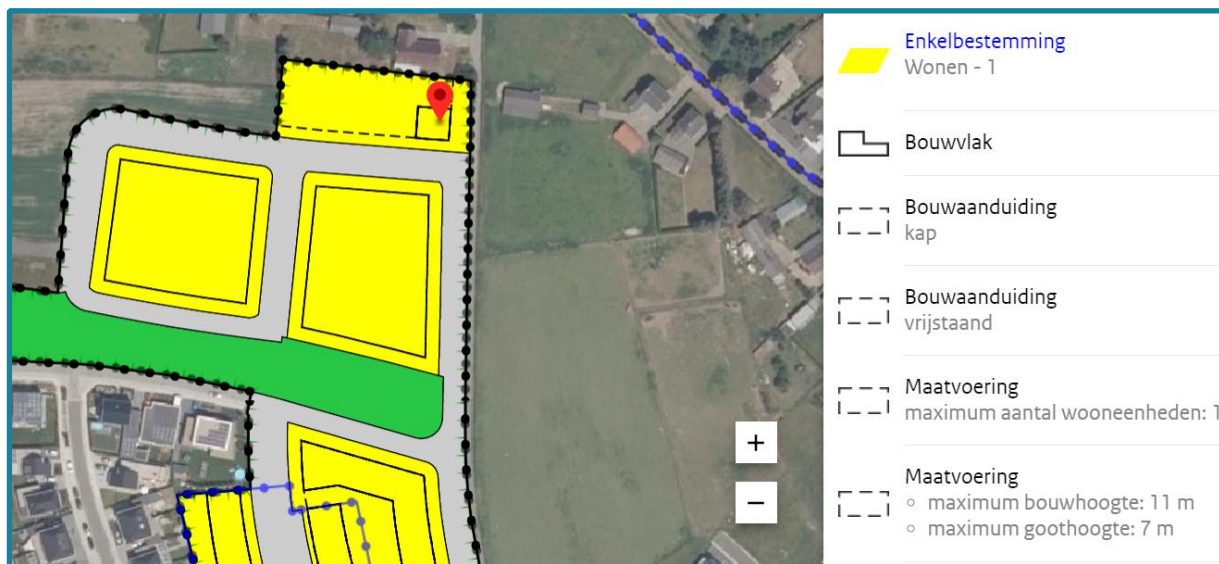 Enkelbestemming
Wonen - 1
Bouwvlak
Bouwaanduiding
kap
Bouwaanduiding
vrijstaand
Maatvoering
maximum aantal wooneenheden: 1
Maatvoering
○ maximum bouwhoogte: 11 m
○ maximum goothoogte: 7 m
+
−